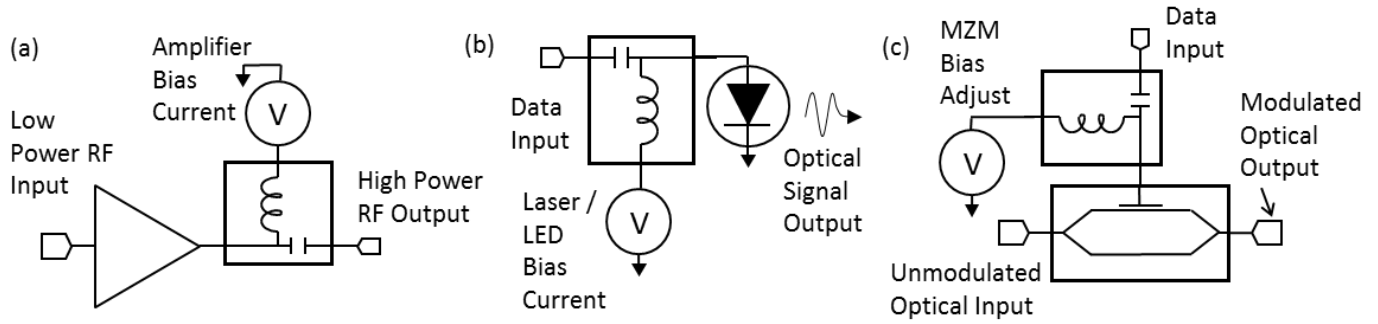 (a)
Amplifier
Bias
Current
V
Low
Power RF
Input
High Power
RF Output
(b)
Data
Input
V
Laser /
LED
Bias
Current
Optical
Signal
Output
(c)
MZM
Bias
Adjust
Data
Input
V
Modulated
Optical
Output
Unmodulated
Optical Input